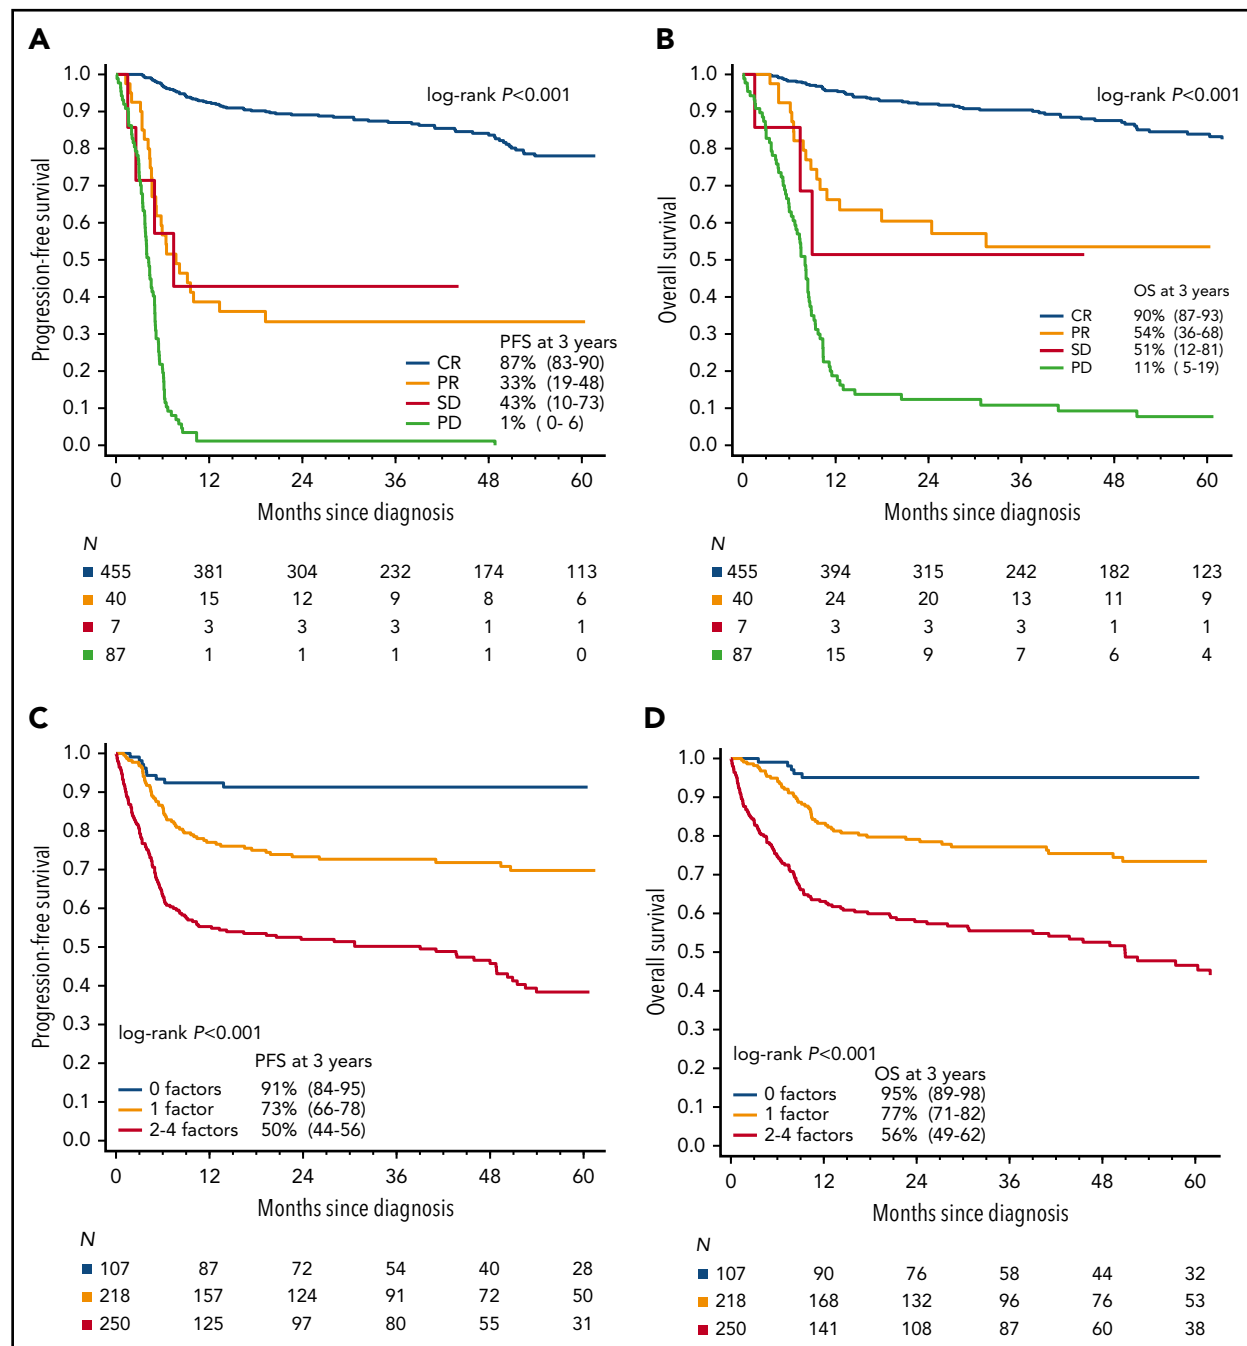 A
1.0
0.9
0.8
0.7
0.6
0.5
0.4
0.3
0.2
0.1
0.0
Progression-free survival
log-rank P<0.001
PFS at 3 years
CR 87% (83-90)
PR 33% (19-48)
SD 43% (10-73)
PD 1% ( 0- 6)
0 12 24 36 48 60
Months since diagnosis
N
455 381 304 232 174 113
40 15 12 9 8 6
7 3 3 3 1 1
87 1 1 1 1 0
B
1.0
0.9
0.8
0.7
0.6
0.5
0.4
0.3
0.2
0.1
0.0
Overall survival
log-rank P<0.001
OS at 3 years
CR 90% (87-93)
PR 54% (36-68)
SD 51% (12-81)
PD 11% ( 5-19)
0 12 24 36 48 60
Months since diagnosis
N
455 394 315 242 182 123
40 24 20 13 11 9
7 3 3 3 1 1
87 15 9 7 6 4
C
1.0
0.9
0.8
0.7
0.6
0.5
0.4
0.3
0.2
0.1
0.0
Progression-free survival
log-rank P<0.001
PFS at 3 years
0 factors 91% (84-95)
1 factor 73% (66-78)
2-4 factors 50% (44-56)
0 12 24 36 48 60
Months since diagnosis
N
107 87 72 54 40 28
218 157 124 91 72 50
250 125 97 80 55 31
D
1.0
0.9
0.8
0.7
0.6
0.5
0.4
0.3
0.2
0.1
0.0
Overall survival
log-rank P<0.001
OS at 3 years
0 factors 95% (89-98)
1 factor 77% (71-82)
2-4 factors 56% (49-62)
0 12 24 36 48 60
Months since diagnosis
N
107 90 76 58 44 32
218 168 132 96 76 53
250 141 108 87 60 38